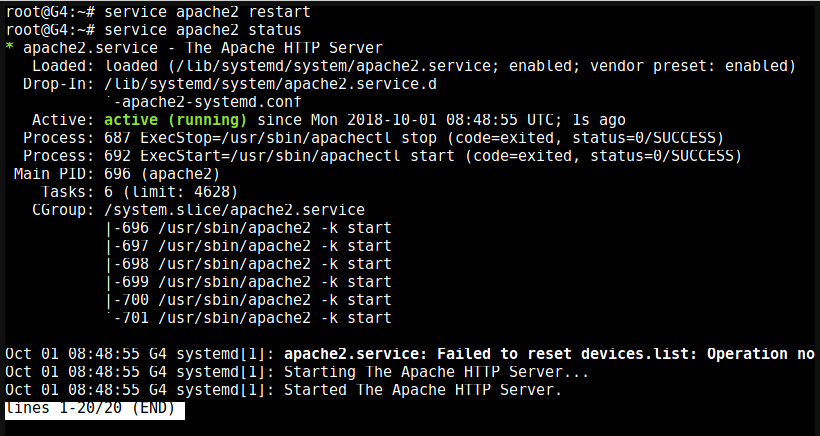 root@G4:~# service apache2 restart
root@G4:~# service apache2 status
* apache2.service - The Apache HTTP Server
   Loaded: loaded (/lib/systemd/system/apache2.service; enabled; vendor preset: enabled)
  Drop-In: /lib/systemd/system/apache2.service.d
           `-apache2-systemd.conf
   Active: active (running) since Mon 2018-10-01 08:48:55 UTC; 1s ago
  Process: 687 ExecStop=/usr/sbin/apachectl stop (code=exited, status=0/SUCCESS)
  Process: 692 ExecStart=/usr/sbin/apachectl start (code=exited, status=0/SUCCESS)
 Main PID: 696 (apache2)
    Tasks: 6 (limit: 4628)
   CGroup: /system.slice/apache2.service
           |-696 /usr/sbin/apache2 -k start
           |-697 /usr/sbin/apache2 -k start
           |-698 /usr/sbin/apache2 -k start
           |-699 /usr/sbin/apache2 -k start
           |-700 /usr/sbin/apache2 -k start
           `-701 /usr/sbin/apache2 -k start
Oct 01 08:48:55 G4 systemd[1]: apache2.service: Failed to reset devices.list: Operation no
Oct 01 08:48:55 G4 systemd[1]: Starting The Apache HTTP Server...
Oct 01 08:48:55 G4 systemd[1]: Started The Apache HTTP Server.
lines 1-20/20 (END)